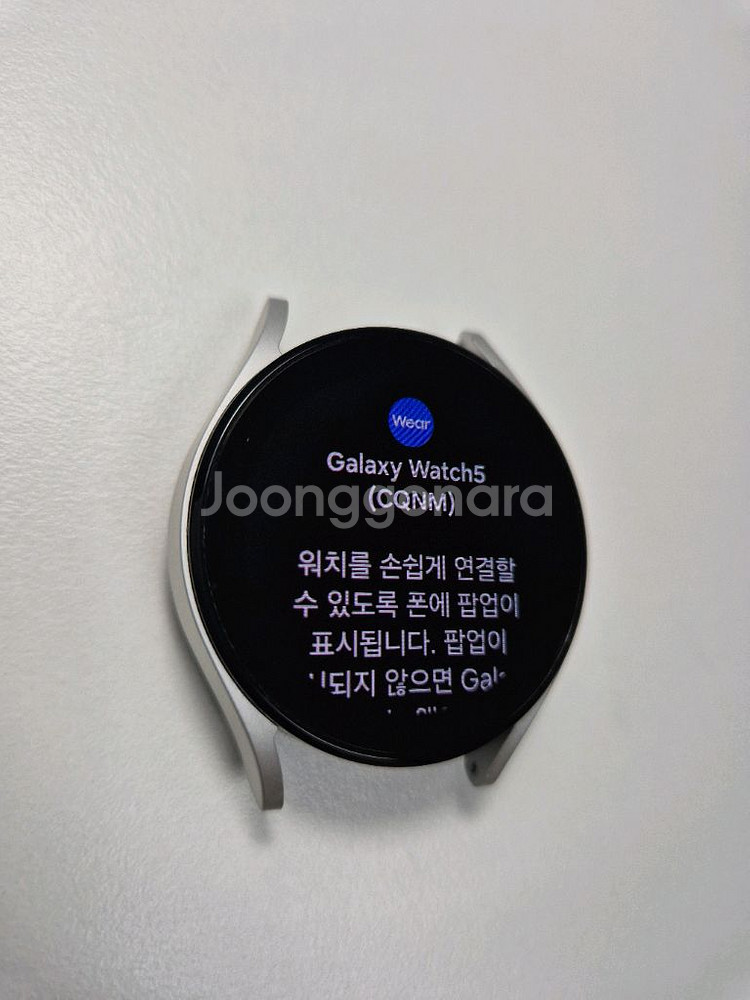 Wear
Galaxy Watch5
(CQNM)
Joonggonara
워치를 손쉽게 연결할
수 있도록 폰에 팝업이
표시됩니다. 팝업이
되지 않으면